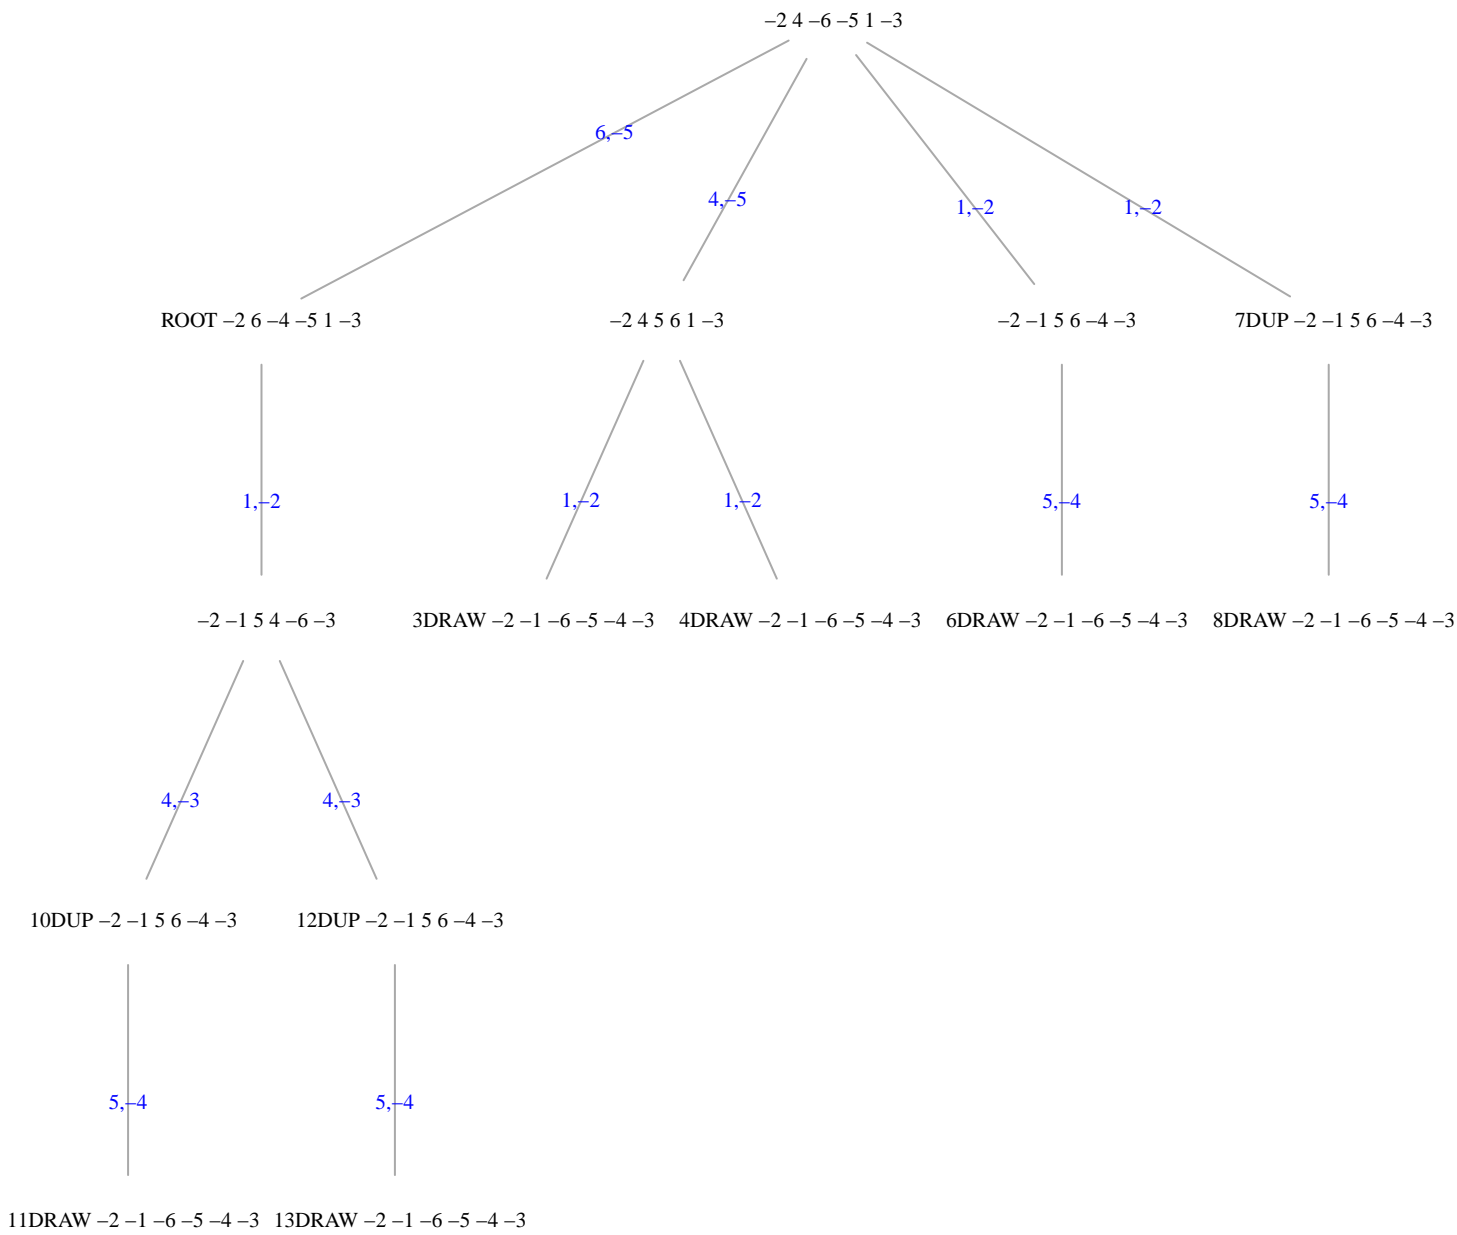 –2 4 –6 –5 1 –3
6,–5
4,–5
1,–2
1,–2
ROOT –2 6 –4 –5 1 –3
–2 4 5 6 1 –3
–2 –1 5 6 –4 –3
7DUP –2 –1 5 6 –4 –3
1,–2
1,–2
1,–2
5,–4
5,–4
–2 –1 5 4 –6 –3
3DRAW –2 –1 –6 –5 –4 –3
4DRAW –2 –1 –6 –5 –4 –3
6DRAW –2 –1 –6 –5 –4 –3
8DRAW –2 –1 –6 –5 –4 –3
4,–3
4,–3
10DUP –2 –1 5 6 –4 –3
12DUP –2 –1 5 6 –4 –3
5,–4
5,–4
11DRAW –2 –1 –6 –5 –4 –3
13DRAW –2 –1 –6 –5 –4 –3